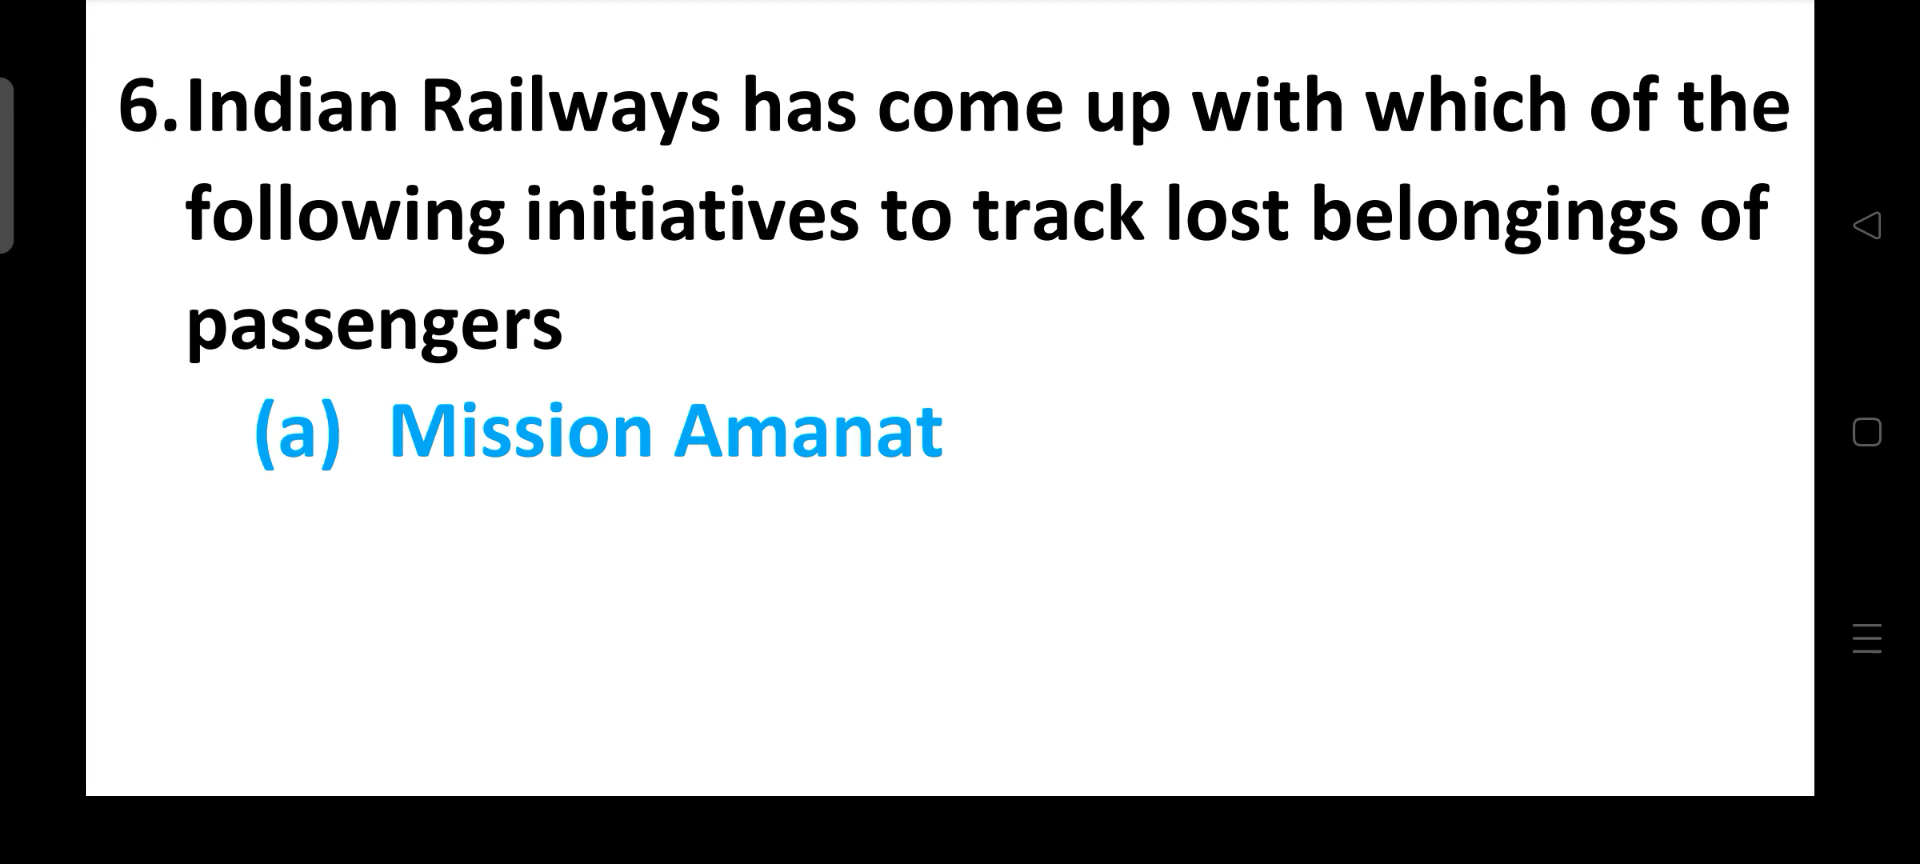 6.Indian Railways has come up with which of the
following initiatives to track lost belongings of
passengers
(a) Mission Amanat